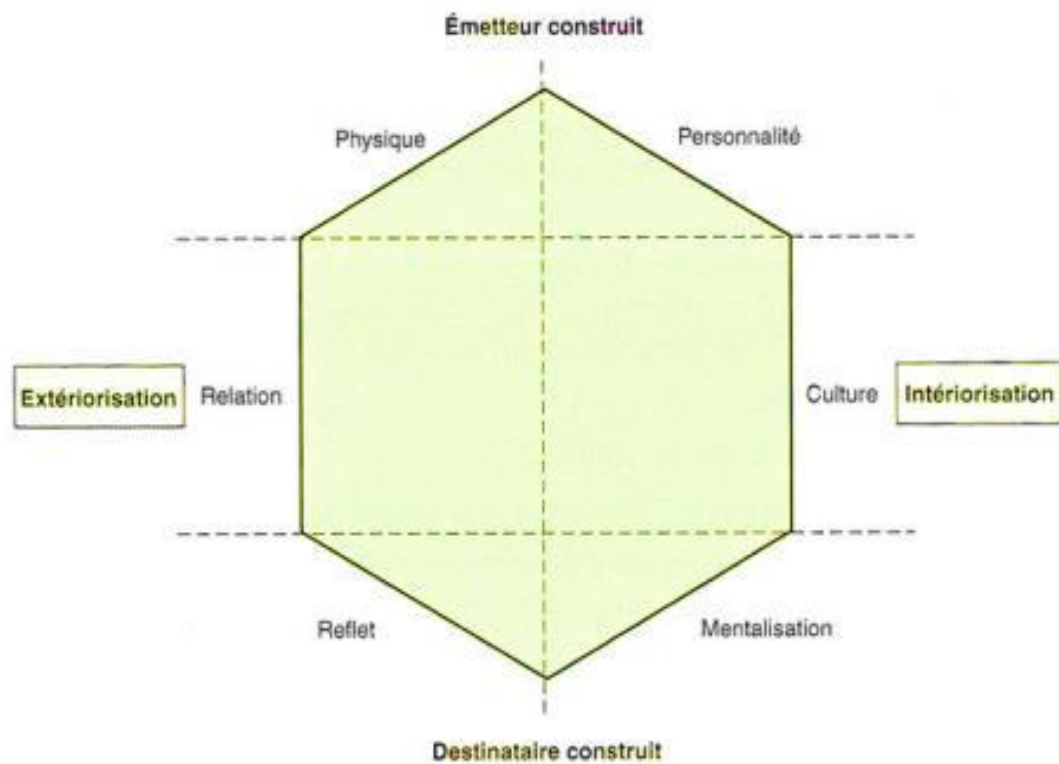 Émetteur construit
Physique
Personnalité
Extériorisation
Relation
Culture
Intériorisation
Reflet
Mentalisation
Destinataire construit